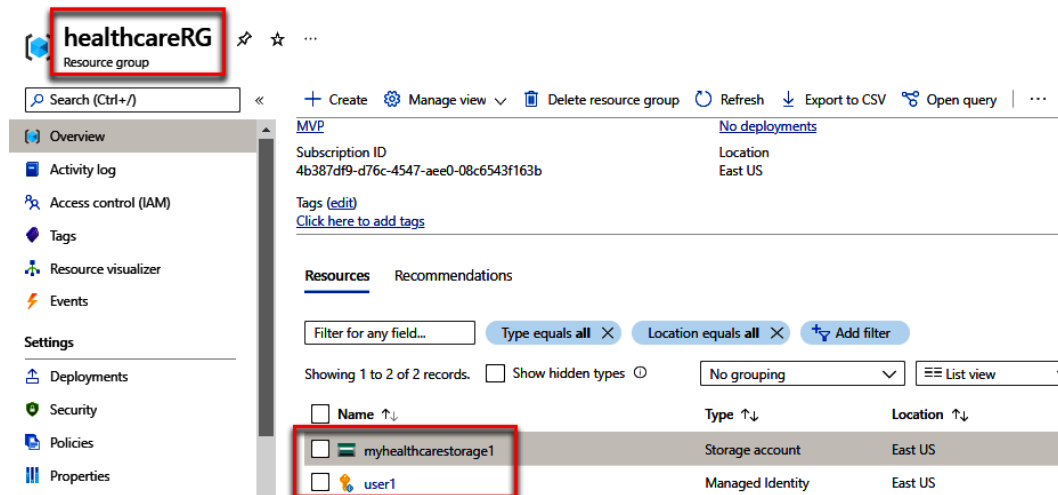 healthcareRG
Resource group
Search (Ctrl+/)
Overview
Activity log
Access control (IAM)
Tags
Resource visualizer
Events
Settings
Deployments
Security
Policies
Properties
Create Manage view Delete resource group Refresh Export to CSV Open query
MVP No deployments
Subscription ID Location
4b387df9-d76c-4547-aee0-08c6543f163b East US
Tags (edit)
Click here to add tags
Resources Recommendations
Filter for any field... Type equals all Location equals all Add filter
Showing 1 to 2 of 2 records. Show hidden types No grouping List view
Name Type Location
myhealthcarestorage1 Storage account East US
user1 Managed Identity East US